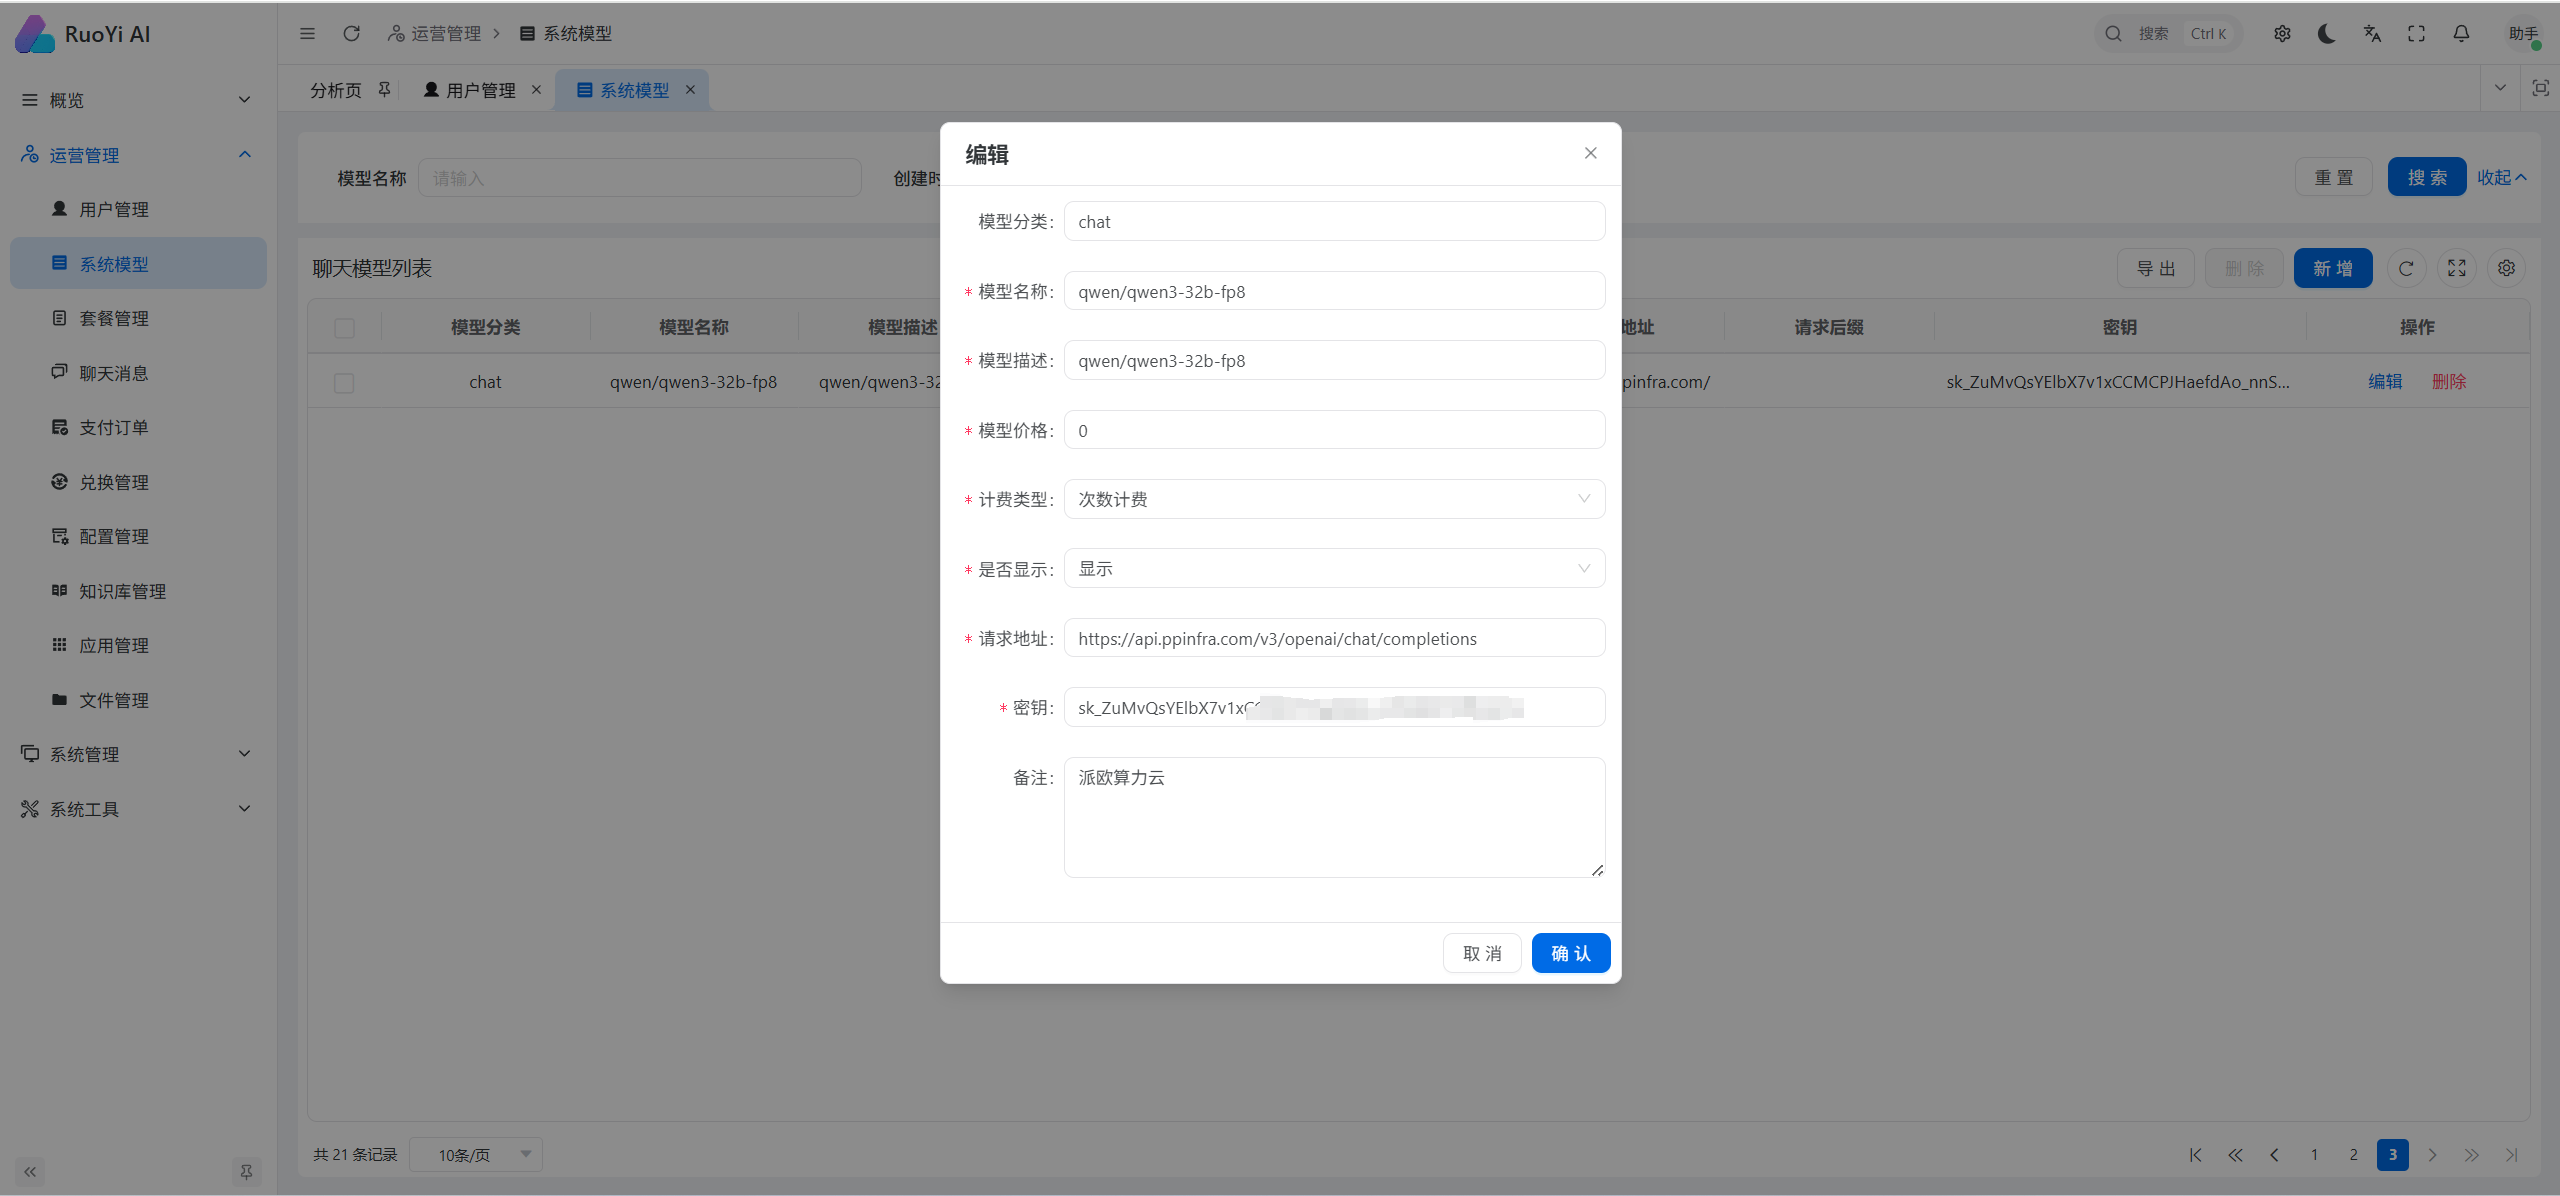 RuoYi AI
运营管理
系统模型
搜索
Ctrl K
助手
分析页
用户管理
系统模型
概览
运营管理
用户管理
系统模型
套餐管理
聊天消息
支付订单
兑换管理
配置管理
知识库管理
应用管理
文件管理
系统管理
系统工具
模型名称
请输入
创建时
重 置
搜 索
收起
聊天模型列表
导 出
删 除
新 增
模型分类
模型名称
模型描述
地址
请求后缀
密钥
操作
chat
qwen/qwen3-32b-fp8
qwen/qwen3-32
pinfra.com/
sk_ZuMvQsYElbX7v1xCCMCPJHaefdAo_nnS...
编辑
删除
编辑
模型分类: chat
* 模型名称: qwen/qwen3-32b-fp8
* 模型描述: qwen/qwen3-32b-fp8
* 模型价格: 0
* 计费类型: 次数计费
* 是否显示: 显示
* 请求地址: https://api.ppinfra.com/v3/openai/chat/completions
* 密钥: sk_ZuMvQsYElbX7v1xC
备注: 派欧算力云
取 消
确 认
共 21 条记录
10条/页
1
2
3